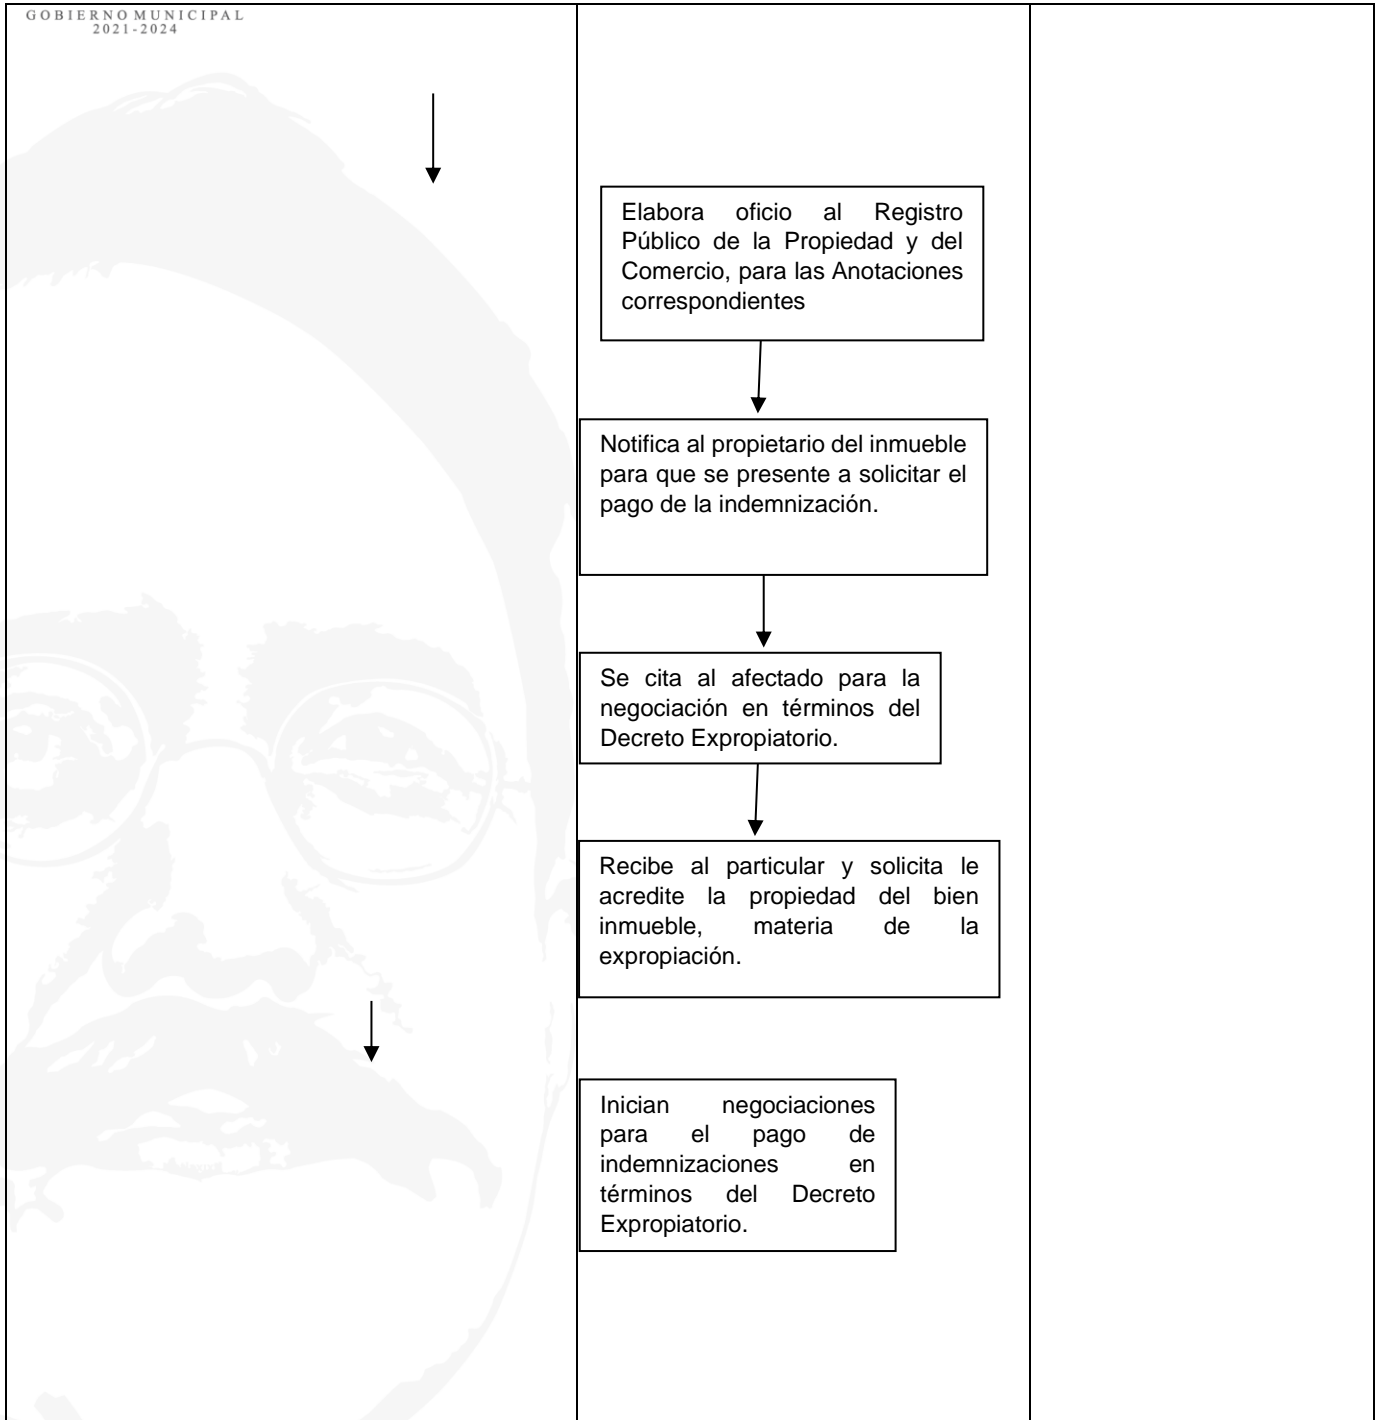 GOBIERNO MUNICIPAL
2021-2024
Elabora oficio al Registro
Público de la Propiedad y del
Comercio, para las Anotaciones
correspondientes
Notifica al propietario del inmueble
para que se presente a solicitar el
pago de la indemnización.
Se cita al afectado para la
negociación en términos del
Decreto Expropiatorio.
Recibe al particular y solicita le
acredite la propiedad del bien
inmueble, materia de la
expropiación.
Inician negociaciones
para el pago de
indemnizaciones en
términos del Decreto
Expropiatorio.